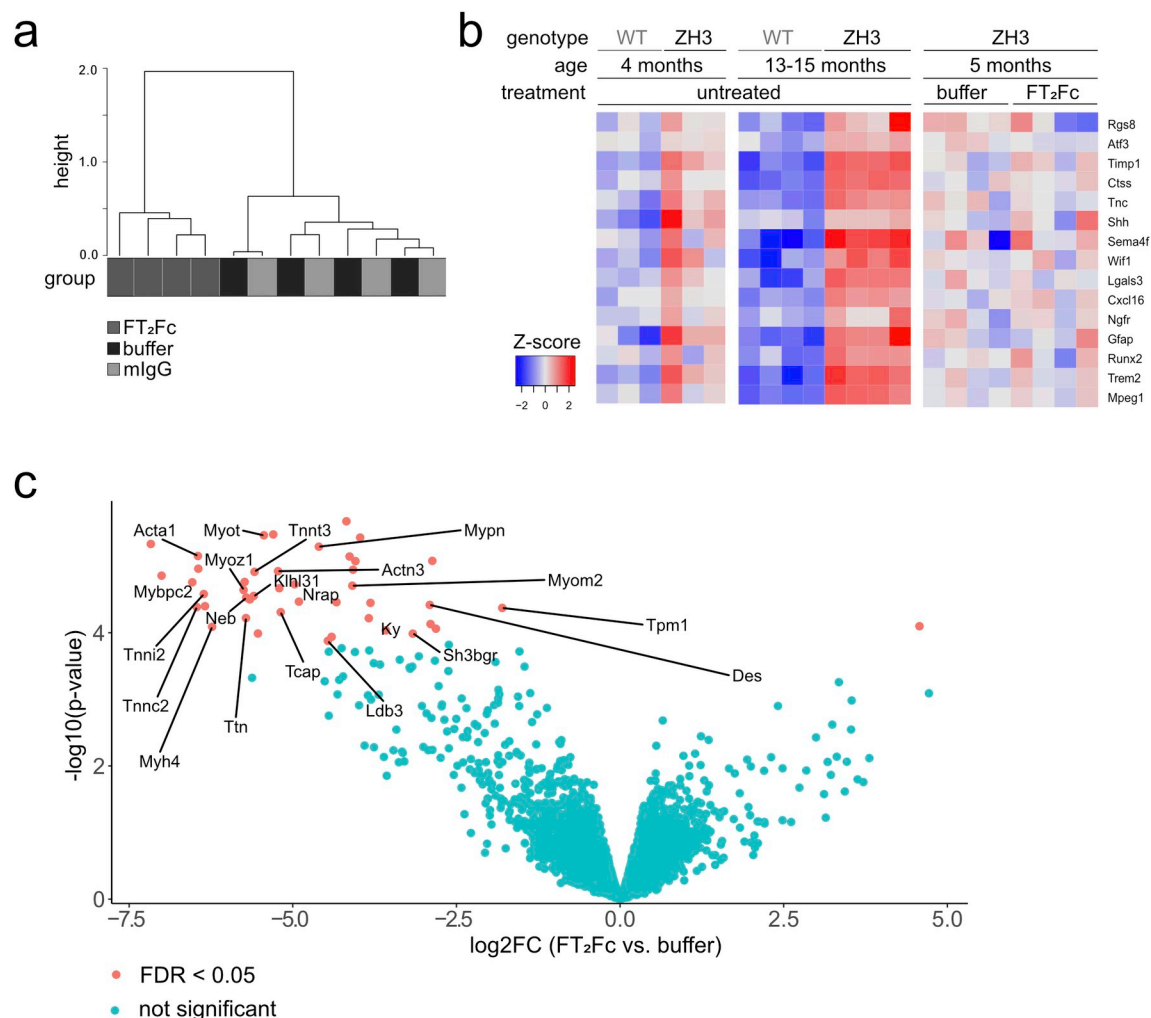 a
2.0
1.0
0.0
height
group
FT₂Fc
buffer
mIgG
b
genotype WT ZH3 WT ZH3 ZH3
age 4 months 13-15 months 5 months
treatment untreated buffer FT₂Fc
Rgs8
Atf3
Timp1
Ctss
Tnc
Shh
Sema4f
Wif1
Lgals3
Cxcl16
Ngfr
Gfap
Runx2
Trem2
Mpeg1
Z-score
−2 0 2
c
Acta1 Myot Tnnt3 Mypn
Myoz1 Actn3
Klhl31 Myom2
Mybpc2 Nrap
Neb Ky Tpm1
Tnni2 Sh3bgr
Tcap Des
Tnnc2 Ldb3
Ttn
Myh4
-log10(p-value)
4
2
0
−7.5 −5.0 −2.5 0.0 2.5 5.0
log2FC (FT₂Fc vs. buffer)
FDR < 0.05
not significant